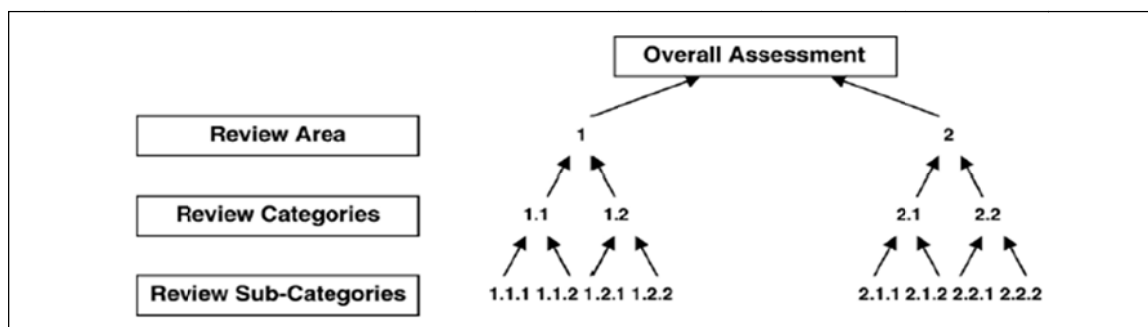 Overall Assessment
Review Area
1
2
Review Categories
1.1
1.2
2.1
2.2
Review Sub-Categories
1.1.1 1.1.2 1.2.1 1.2.2
2.1.1 2.1.2 2.2.1 2.2.2